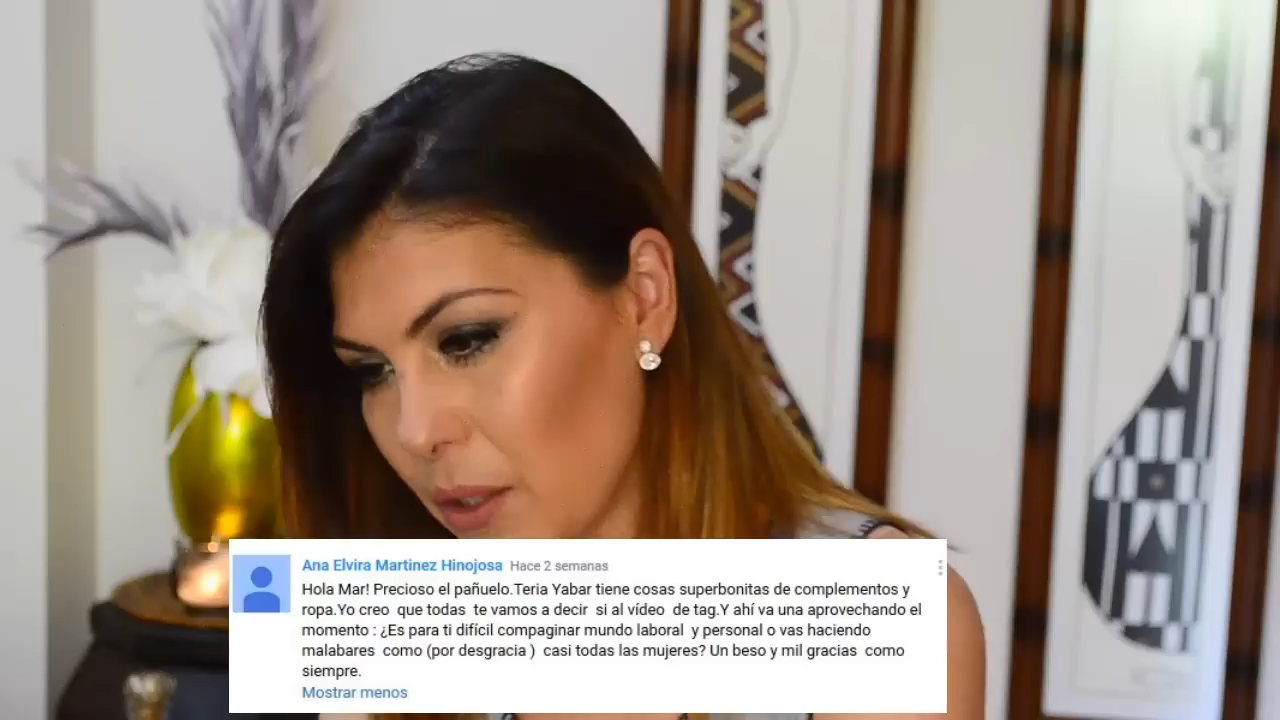 Ana Elvira Martinez Hinojosa Hace 2 semanas
Hola Mar! Precioso el pañuelo.Teria Yabar tiene cosas superbonitas de complementos y
ropa.Yo creo que todas te vamos a decir si al vídeo de tag.Y ahí va una aprovechando el
momento : ¿Es para ti difícil compaginar mundo laboral y personal o vas haciendo
malabares como (por desgracia ) casi todas las mujeres? Un beso y mil gracias como
siempre.
Mostrar menos